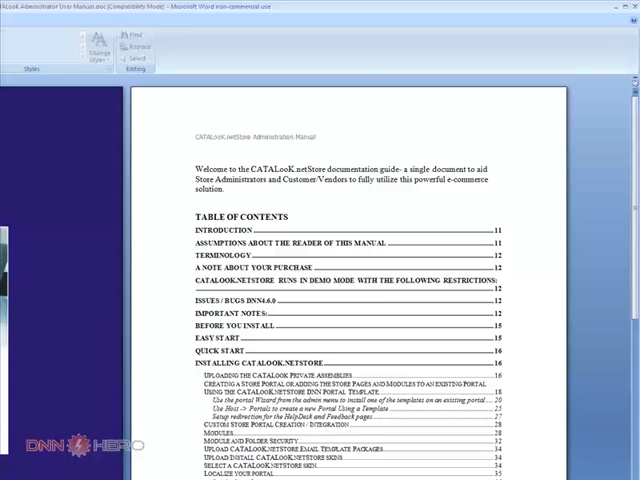 ALook Administrator User Manual.doc [Compatibility Mode] - Microsoft Word non-commercial use
Find
Replace
Change
Styles
Select
Styles
Editing
CATALooK.netStore Administration Manual
Welcome to the CATALooK.netStore documentation guide- a single document to aid
Store Administrators and Customer/Vendors to fully utilize this powerful e-commerce
solution.
TABLE OF CONTENTS
INTRODUCTION 11
ASSUMPTIONS ABOUT THE READER OF THIS MANUAL 11
TERMINOLOGY 12
A NOTE ABOUT YOUR PURCHASE 12
CATALOOK.NETSTORE RUNS IN DEMO MODE WITH THE FOLLOWING RESTRICTIONS:
12
ISSUES / BUGS DNN4.6.0 12
IMPORTANT NOTES: 12
BEFORE YOU INSTALL 15
EASY START 15
QUICK START 16
INSTALLING CATALOOK.NETSTORE 16
UPLOADING THE CATALOOK PRIVATE ASSEMBLIES 16
CREATING A STORE PORTAL OR ADDING THE STORE PAGES AND MODULES TO AN EXISTING PORTAL
USING THE CATALOOK.NETSTORE DNN PORTAL TEMPLATE 18
Use the portal Wizard from the admin menu to install one of the templates on an existing portal 20
Use Host -> Portals to create a new Portal Using a Template 25
Setup redirection for the HelpDesk and Feedback pages 27
CUSTOM STORE PORTAL CREATION / INTEGRATION 28
MODULES 28
MODULE AND FOLDER SECURITY 32
UPLOAD CATALOOK.NETSTORE EMAIL TEMPLATE PACKAGES 34
UPLOAD/INSTALL CATALOOK.NETSTORE SKINS 34
SELECT A CATALOOK.NETSTORE SKIN 34
LOCALIZE YOUR PORTAL 35
DNN HERO